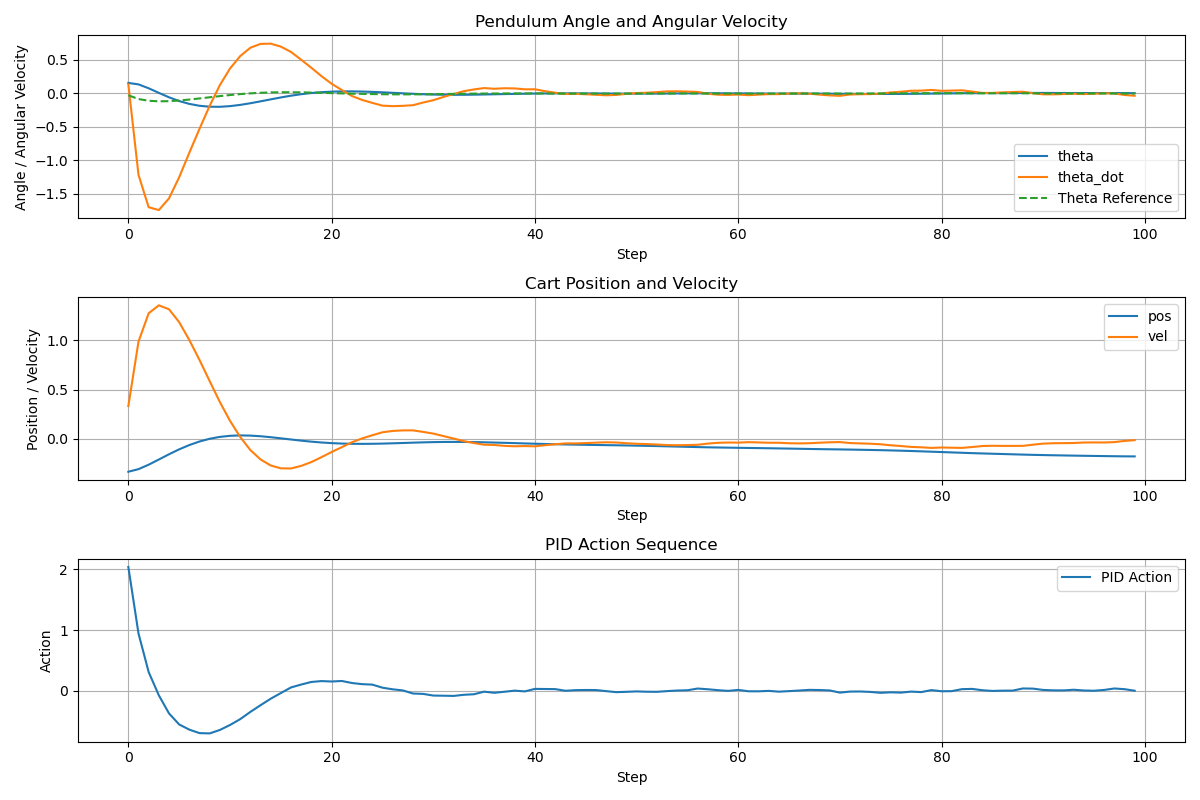 Pendulum Angle and Angular Velocity
Angle / Angular Velocity
0.5
0.0
−0.5
−1.0
−1.5
theta
theta_dot
Theta Reference
0 20 40 60 80 100
Step
Cart Position and Velocity
Position / Velocity
1.0
0.5
0.0
pos
vel
0 20 40 60 80 100
Step
PID Action Sequence
Action
2
1
0
PID Action
0 20 40 60 80 100
Step